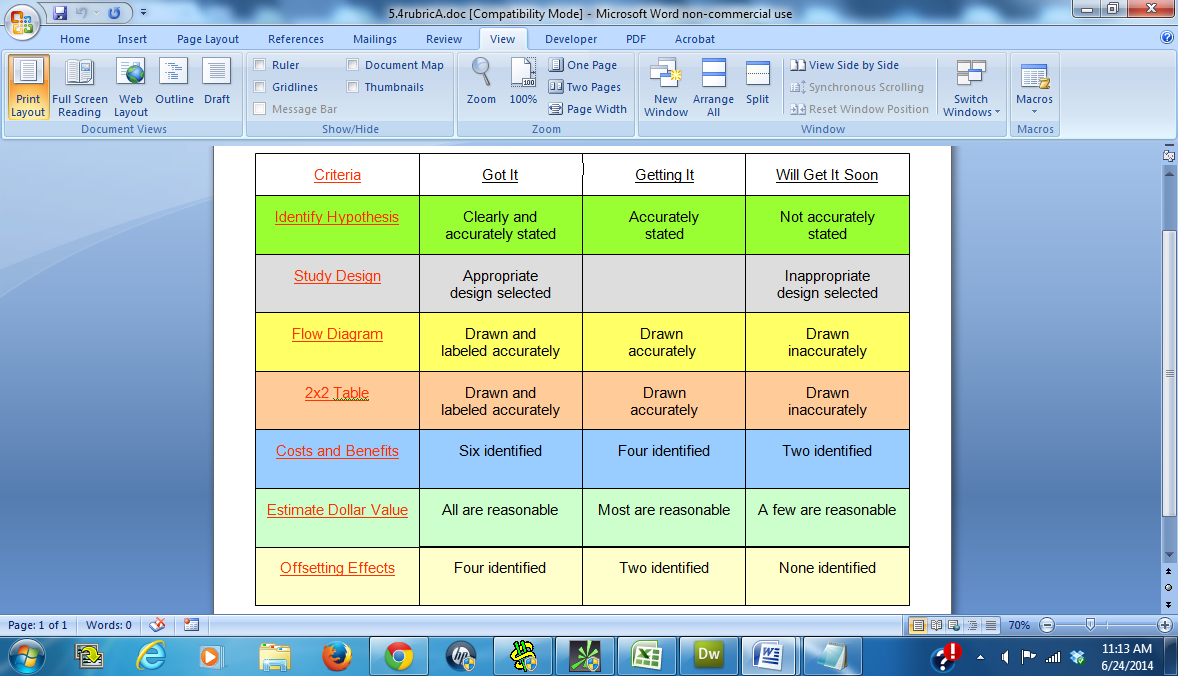 5.4rubricA.doc [Compatibility Mode] - Microsoft Word non-commercial use
Home Insert Page Layout References Mailings Review View Developer PDF Acrobat
Print Layout
Full Screen Reading
Web Layout
Outline
Draft
Document Views
Ruler
Gridlines
Message Bar
Document Map
Thumbnails
Show/Hide
Zoom
100%
One Page
Two Pages
Page Width
Zoom
New Window
Arrange All
Split
View Side by Side
Synchronous Scrolling
Reset Window Position
Switch Windows
Window
Macros
Macros
Criteria Got It Getting It Will Get It Soon
Identify Hypothesis
Clearly and
accurately stated
Accurately
stated
Not accurately
stated
Study Design
Appropriate
design selected
Inappropriate
design selected
Flow Diagram
Drawn and
labeled accurately
Drawn
accurately
Drawn
inaccurately
2x2 Table
Drawn and
labeled accurately
Drawn
accurately
Drawn
inaccurately
Costs and Benefits Six identified Four identified Two identified
Estimate Dollar Value All are reasonable Most are reasonable A few are reasonable
Offsetting Effects Four identified Two identified None identified
Page: 1 of 1 Words: 0 70%
hp Dw
11:13 AM
6/24/2014